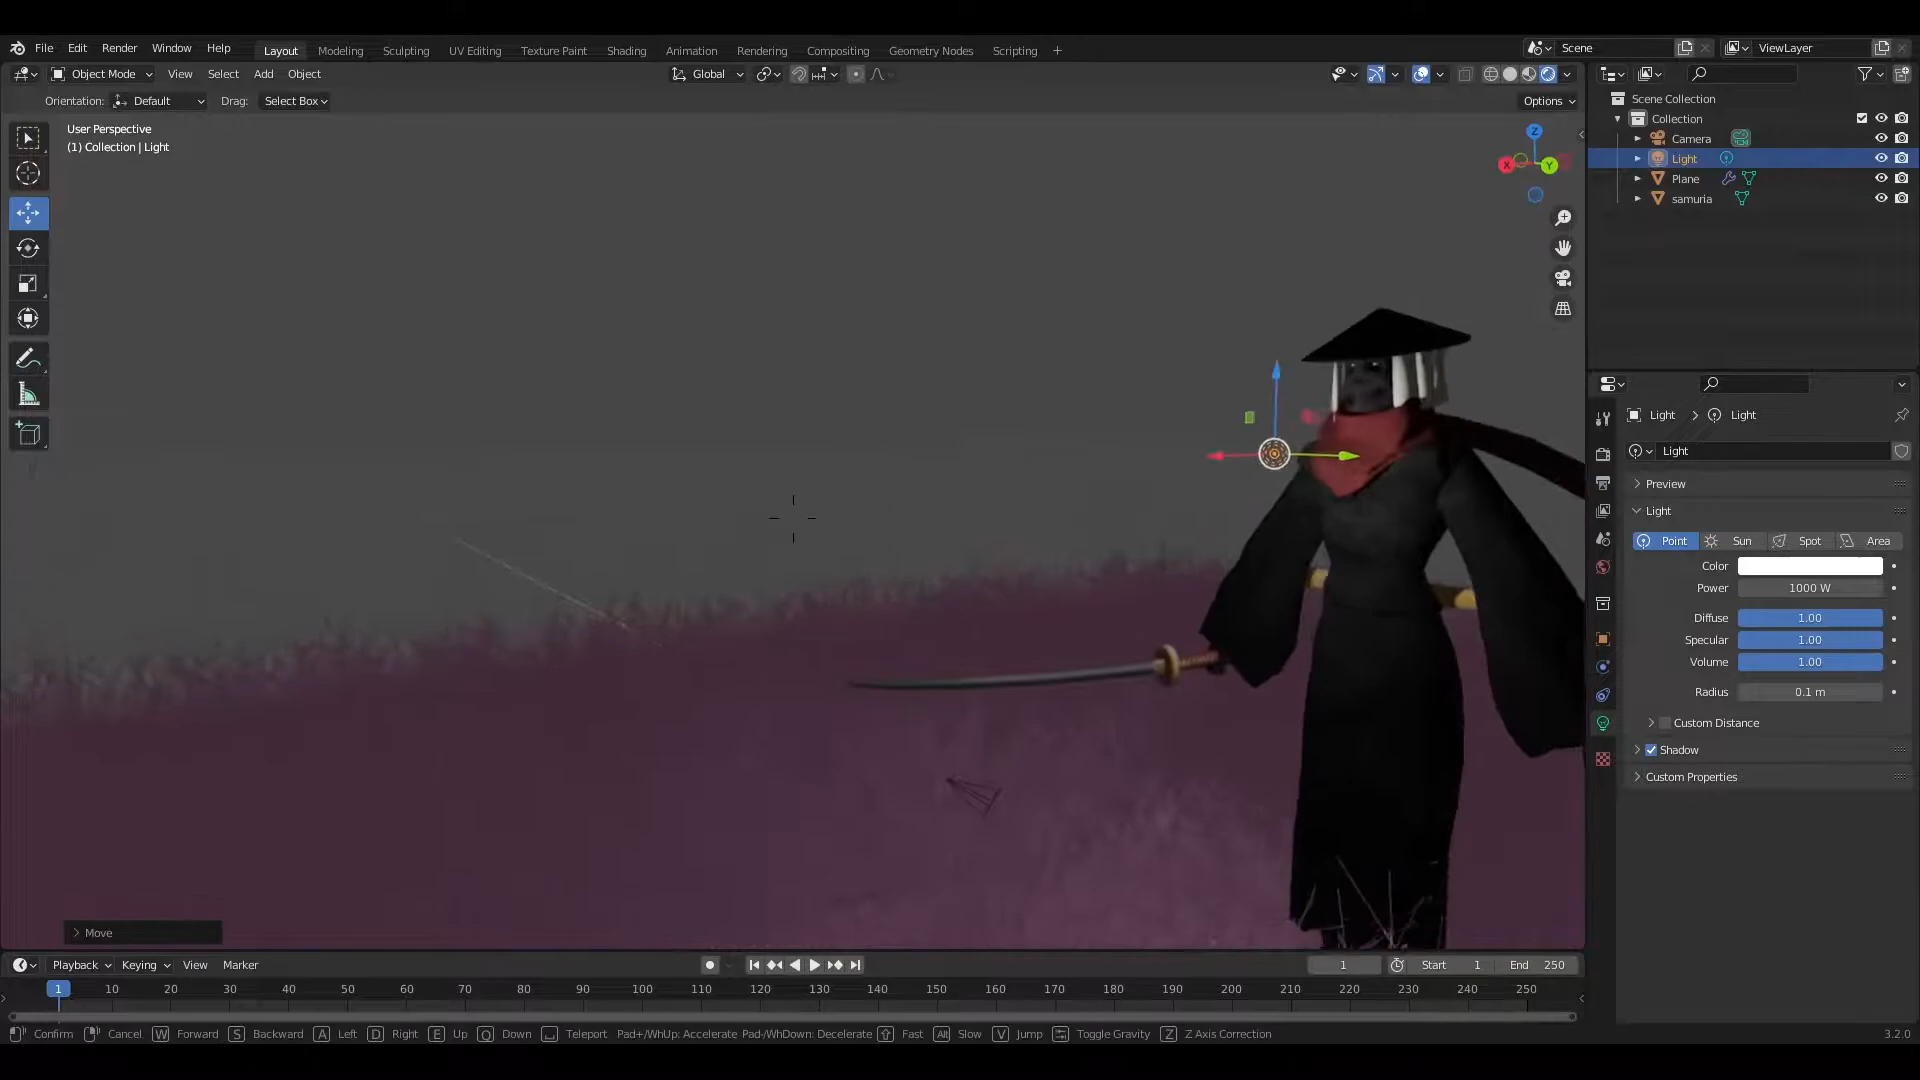 File Edit Render Window Help Layout Modeling Sculpting UV Editing Texture Paint Shading Animation Rendering Compositing Geometry Nodes Scripting + Scene ViewLayer
Object Mode View Select Add Object Global
Orientation: Default Drag: Select Box Options
User Perspective
(1) Collection | Light
Z
X
Y
Scene Collection
Collection
Camera
Light
Plane
samuria
Light > Light
Light
Preview
Light
Point Sun Spot Area
Color
Power 1000 W
Diffuse 1.00
Specular 1.00
Volume 1.00
Radius 0.1 m
Custom Distance
Shadow
Custom Properties
> Move
Playback Keying View Marker 1 Start 1 End 250
1 10 20 30 40 50 60 70 80 90 100 110 120 130 140 150 160 170 180 190 200 210 220 230 240 250
Confirm Cancel W Forward S Backward A Left D Right E Up Q Down Teleport Pad+/WhUp: Accelerate Pad-/WhDown: Decelerate Fast Alt Slow V Jump Toggle Gravity Z Z Axis Correction 3.2.0